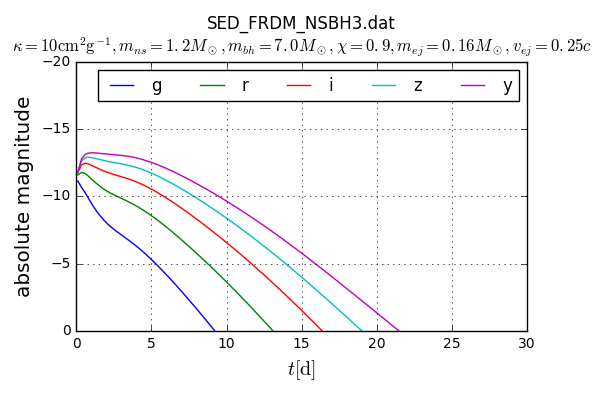 SED_FRDM_NSBH3.dat
κ = 10cm²g⁻¹, m_ns = 1.2M_⊙, m_bh = 7.0M_⊙, χ = 0.9, m_ej = 0.16M_⊙, v_ej = 0.25c
g r i z y
−20
−15
−10
−5
0
absolute magnitude
0 5 10 15 20 25 30
t[d]